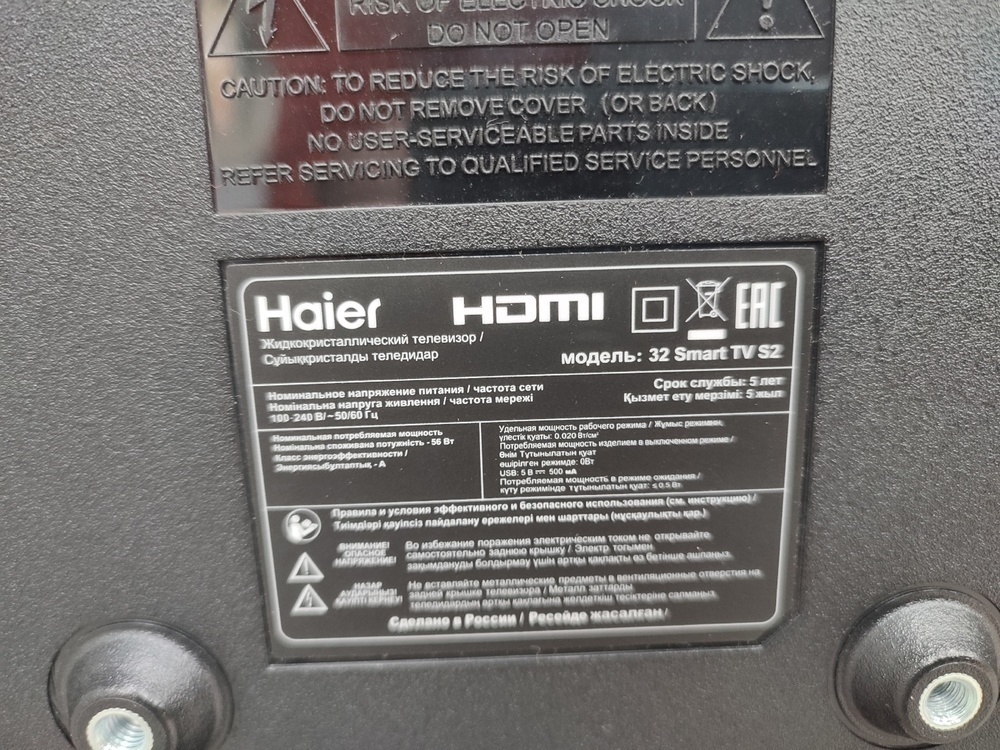 RISK OF ELECTRIC SHOCK
DO NOT OPEN
CAUTION: TO REDUCE THE RISK OF ELECTRIC SHOCK,
DO NOT REMOVE COVER (OR BACK)
NO USER-SERVICEABLE PARTS INSIDE
REFER SERVICING TO QUALIFIED SERVICE PERSONNEL
Haier HDMI EAC
Жидкокристаллический телевизор /
Сұйыққристалды теледидар
модель: 32 Smart TV S2
Номинальное напряжение питания / частота сети
Номінальна напруга живлення / частота мережі
100-240 В/~50/60 Гц
Срок службы: 5 лет
Қызмет ету мерзімі: 5 жыл
Номинальная потребляемая мощность
Номінальна споживана потужність - 56 Вт
Класс энергоэффективности /
Энергиясыбултаптық - А
Удельная мощность рабочего режима / Жұмыс режимнің
үлестік қуаты: 0.020 Вт/см²
Потребляемая мощность изделием в выключенном режиме /
Өнім Тұтынылатын қуат
өшірілген режимде: 0Вт
USB: 5 В 500 мА
Потребляемая мощность в режиме ожидания /
күту режимінде тұтынылатын қуат: ≤ 0.5 Вт
Правила и условия эффективного и безопасного использования (см. инструкцию) /
Тиімдірі қауіпсіз пайдалану ережелері мен шарттары (нұсқаулықты қар.)
ВНИМАНИЕ!
ОПАСНОЕ
НАПРЯЖЕНИЕ!
Во избежание поражения электрическим током не открывайте
самостоятельно заднюю крышку / Электр тогымен
зақымдануды болдырмау үшін артқы қақпақты өз бетінше ашпаңыз.
НАЗАР
АУДАРЫҢЫЗ!
ҚАУІПТІ КЕРНЕУ!
Не вставляйте металлические предметы в вентиляционные отверстия на
задней крышке телевизора / Металл заттарды
теледидардың артқы қақпағына желдеткіш тесіктеріне салмаңыз.
Сделано в России / Ресейде жасалған /